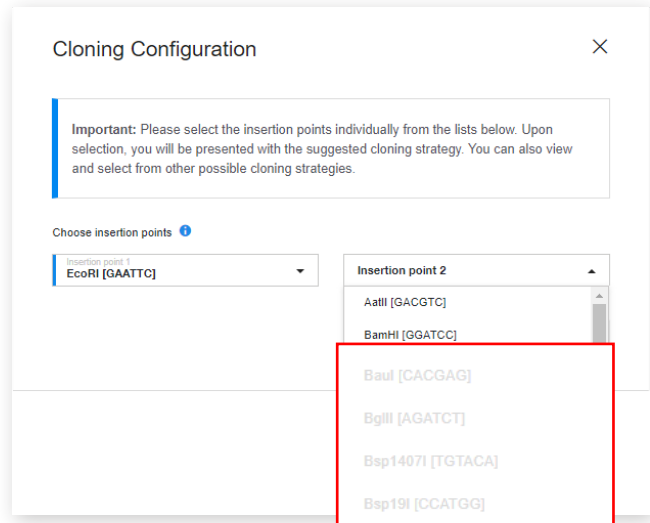 Cloning Configuration
Important: Please select the insertion points individually from the lists below. Upon
selection, you will be presented with the suggested cloning strategy. You can also view
and select from other possible cloning strategies.
Choose insertion points
Insertion point 1
EcoRI [GAATTC]
Insertion point 2
AatII [GACGTC]
BamHI [GGATCC]
BauI [CACGAG]
BglII [AGATCT]
Bsp1407I [TGTACA]
Bsp19I [CCATGG]